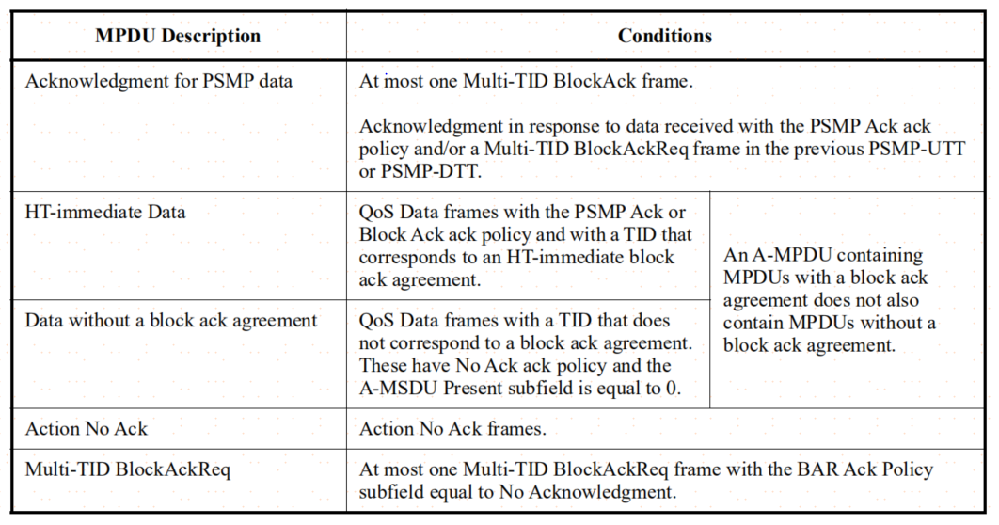 MPDU Description
Conditions
Acknowledgment for PSMP data
At most one Multi-TID BlockAck frame.
Acknowledgment in response to data received with the PSMP Ack ack
policy and/or a Multi-TID BlockAckReq frame in the previous PSMP-UTT
or PSMP-DTT.
HT-immediate Data
QoS Data frames with the PSMP Ack or
Block Ack ack policy and with a TID that
corresponds to an HT-immediate block
ack agreement.
An A-MPDU containing
MPDUs with a block ack
agreement does not also
contain MPDUs without a
block ack agreement.
Data without a block ack agreement
QoS Data frames with a TID that does
not correspond to a block ack agreement.
These have No Ack ack policy and the
A-MSDU Present subfield is equal to 0.
Action No Ack
Action No Ack frames.
Multi-TID BlockAckReq
At most one Multi-TID BlockAckReq frame with the BAR Ack Policy
subfield equal to No Acknowledgment.